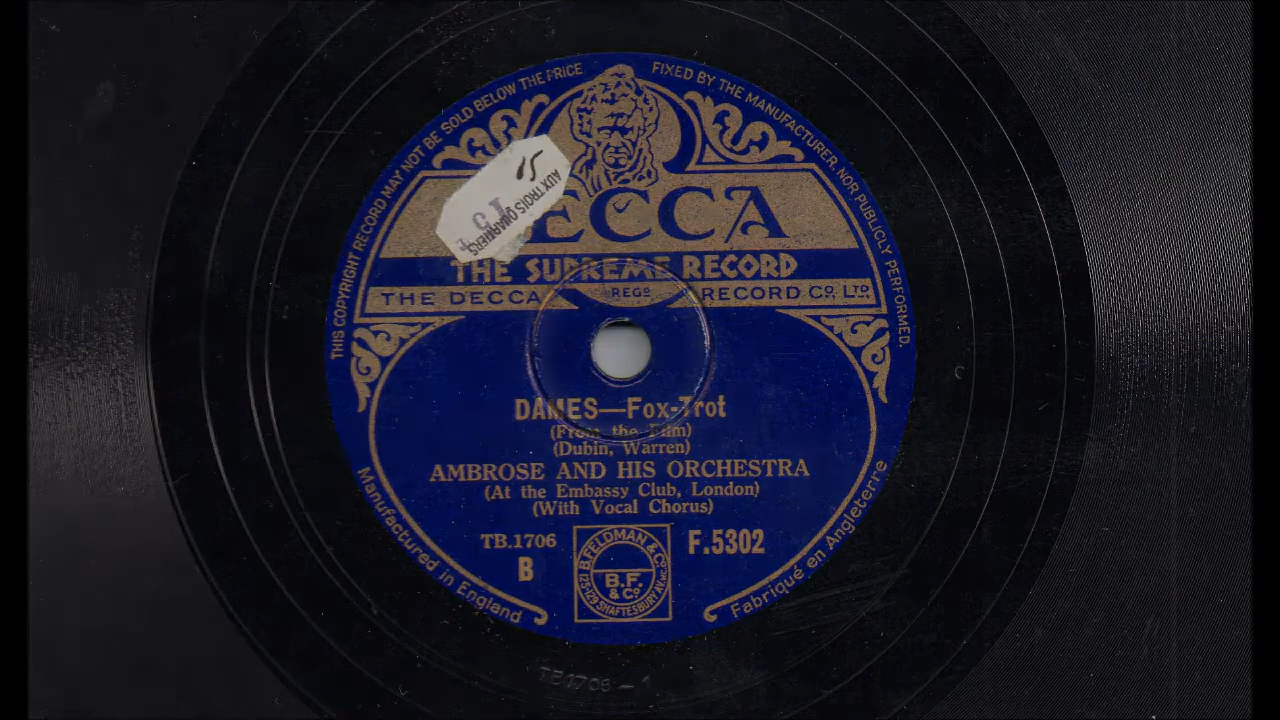 THIS COPYRIGHT RECORD MAY NOT BE SOLD BELOW THE PRICE FIXED BY THE MANUFACTURER, NOR PUBLICLY PERFORMED.
15
AUX TROIS QUARTIERS
15
DECCA
THE SUPREME RECORD
THE DECCA REGD RECORD CO. LTD.
DAMES—Fox-Trot
(From the Film)
(Dubin, Warren)
AMBROSE AND HIS ORCHESTRA
(At the Embassy Club, London)
(With Vocal Chorus)
TB.1706
B
F.5302
B. FELDMAN & CO.
B.F. & Co
125-129 SHAFTESBURY AV. W.C.
Manufactured in England
Fabriqué en Angleterre
TB1706 - 1